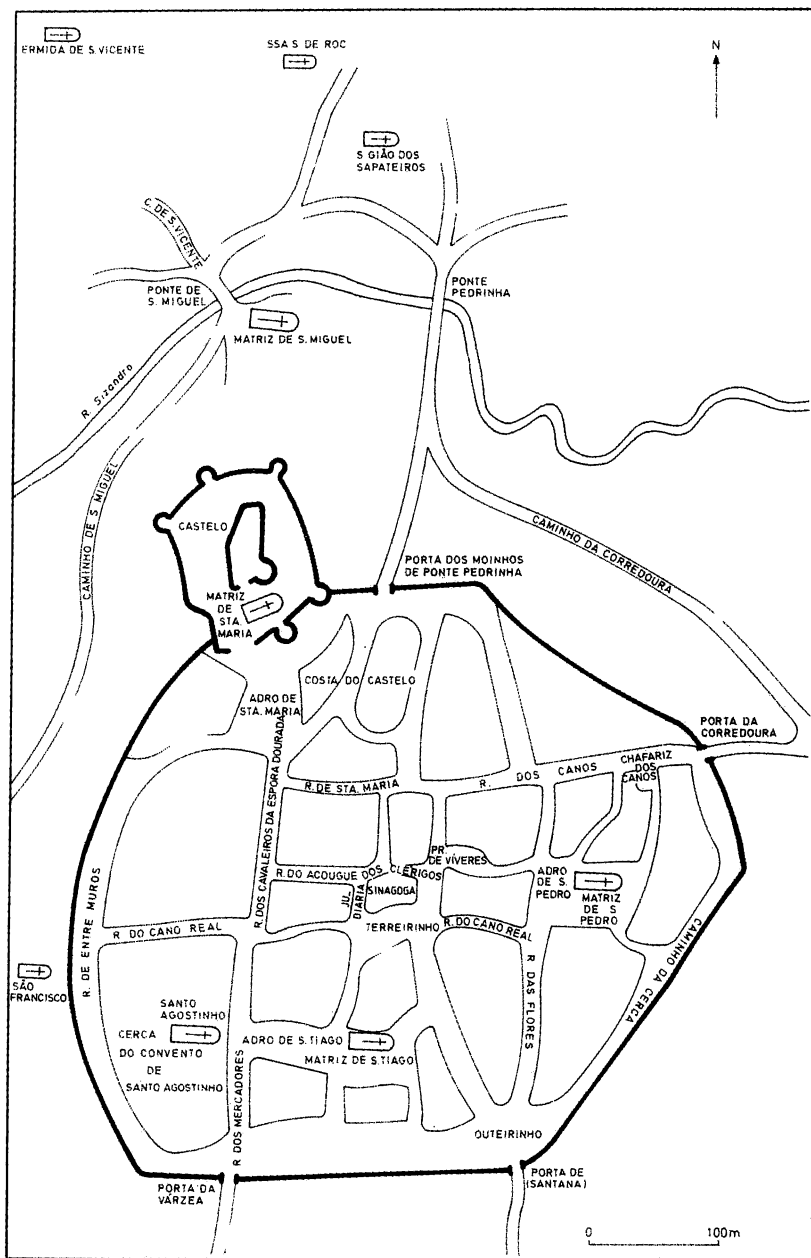 ERMIDA DE S. VICENTE
SSA S DE ROC
N
S GIÃO DOS
SAPATEIROS
C. DE S. VICENTE
PONTE DE
S. MIGUEL
PONTE
PEDRINHA
MATRIZ DE S. MIGUEL
R. Sizandro
CAMINHO DE S MIGUEL
CASTELO
CAMINHO DA CORREDOURA
PORTA DOS MOINHOS
DE PONTE PEDRINHA
MATRIZ
DE
STA.
MARIA
COSTA DO CASTELO
ADRO DE
STA. MARIA
PORTA DA
CORREDOURA
R. DOS CAVALEIROS DA ESPORA DOURADA
R. DE STA. MARIA
R. DOS CANOS
CHAFARIZ
DOS
CANOS
PR.
DE VÍVERES
R. DO ACOUGUE DOS CLÉRIGOS
JU_
DIARIA
SINAGOGA
ADRO
DE S.
PEDRO
MATRIZ
DE S
PEDRO
R. DE ENTRE MUROS
R. DO CANO REAL
TERREIRINHO
R. DO CANO REAL
R. DAS FLORES
CAMINHO DA CERCA
SÃO
FRANCISCO
SANTO
AGOSTINHO
CERCA
DO CONVENTO
DE
SANTO AGOSTINHO
ADRO DE S. TIAGO
MATRIZ DE S. TIAGO
R DOS MERCADORES
OUTEIRINHO
PORTA DA
VÁRZEA
PORTA DE
(SANTANA)
0 100m